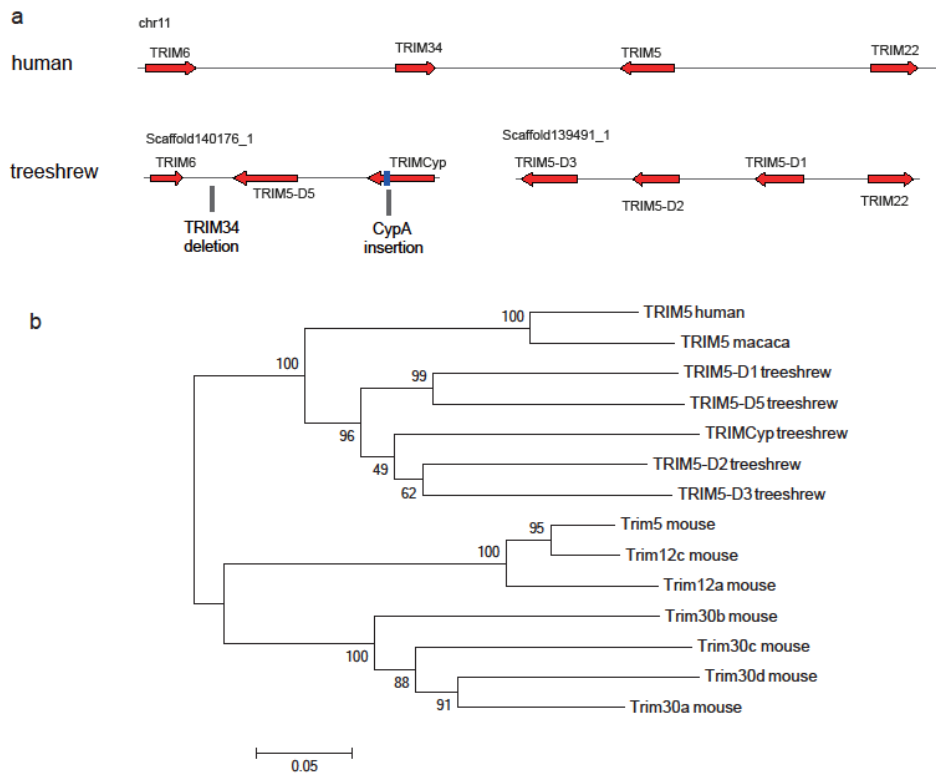 a
chr11
human
TRIM6
TRIM34
TRIM5
TRIM22
treeshrew
Scaffold140176_1
TRIM6
TRIM5-D5
TRIMCyp
TRIM34
deletion
CypA
insertion
Scaffold139491_1
TRIM5-D3
TRIM5-D2
TRIM5-D1
TRIM22
b
100
TRIM5 human
TRIM5 macaca
100
99
TRIM5-D1 treeshrew
TRIM5-D5 treeshrew
96
TRIMCyp treeshrew
49
TRIM5-D2 treeshrew
62
TRIM5-D3 treeshrew
95
Trim5 mouse
100
Trim12c mouse
Trim12a mouse
Trim30b mouse
100
Trim30c mouse
88
Trim30d mouse
91
Trim30a mouse
0.05